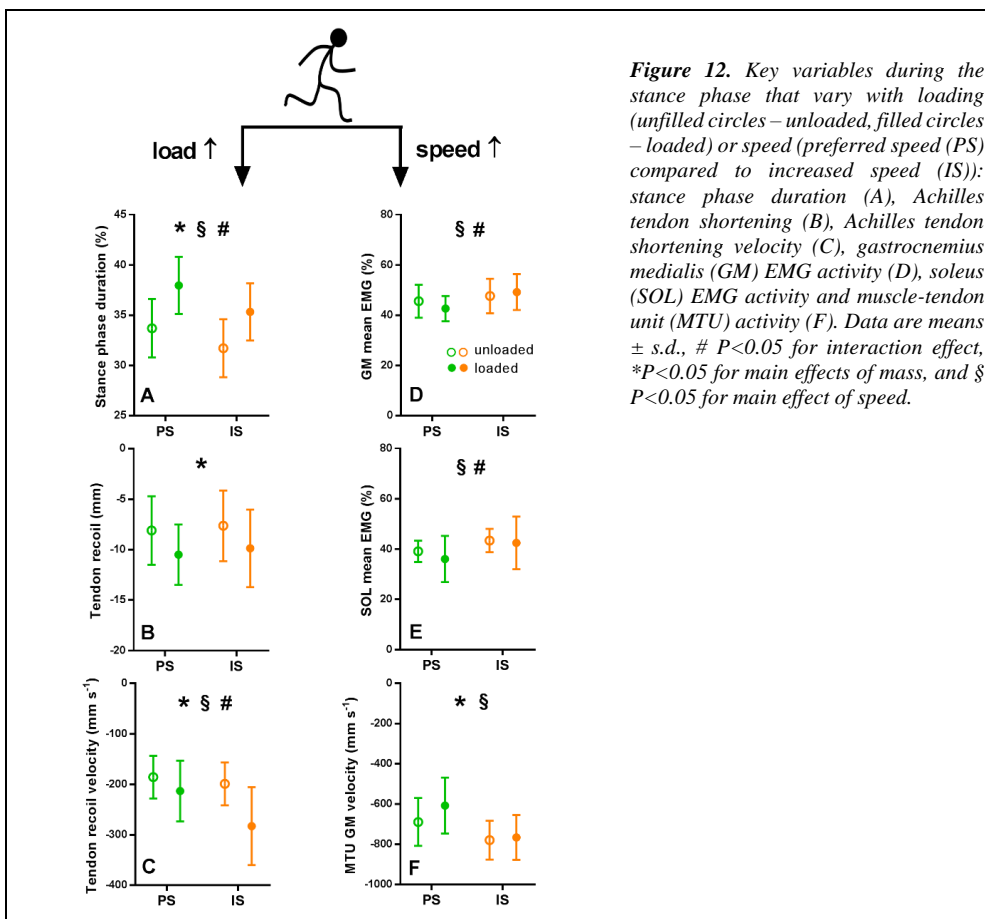 load ↑
speed ↑
Stance phase duration (%)
45
40
35
30
25
* § #
A
PS
IS
GM mean EMG (%)
80
60
40
20
0
§ #
unloaded
loaded
D
PS
IS
Tendon recoil (mm)
0
-5
-10
-15
-20
*
B
PS
IS
SOL mean EMG (%)
80
60
40
20
0
§ #
E
PS
IS
Tendon recoil velocity (mm s⁻¹)
0
-100
-200
-300
-400
* § #
C
PS
IS
MTU GM velocity (mm s⁻¹)
0
-200
-400
-600
-800
-1000
* §
F
PS
IS
Figure 12. Key variables during the
stance phase that vary with loading
(unfilled circles – unloaded, filled circles
– loaded) or speed (preferred speed (PS)
compared to increased speed (IS)):
stance phase duration (A), Achilles
tendon shortening (B), Achilles tendon
shortening velocity (C), gastrocnemius
medialis (GM) EMG activity (D), soleus
(SOL) EMG activity and muscle-tendon
unit (MTU) activity (F). Data are means
± s.d., # P<0.05 for interaction effect,
*P<0.05 for main effects of mass, and §
P<0.05 for main effect of speed.